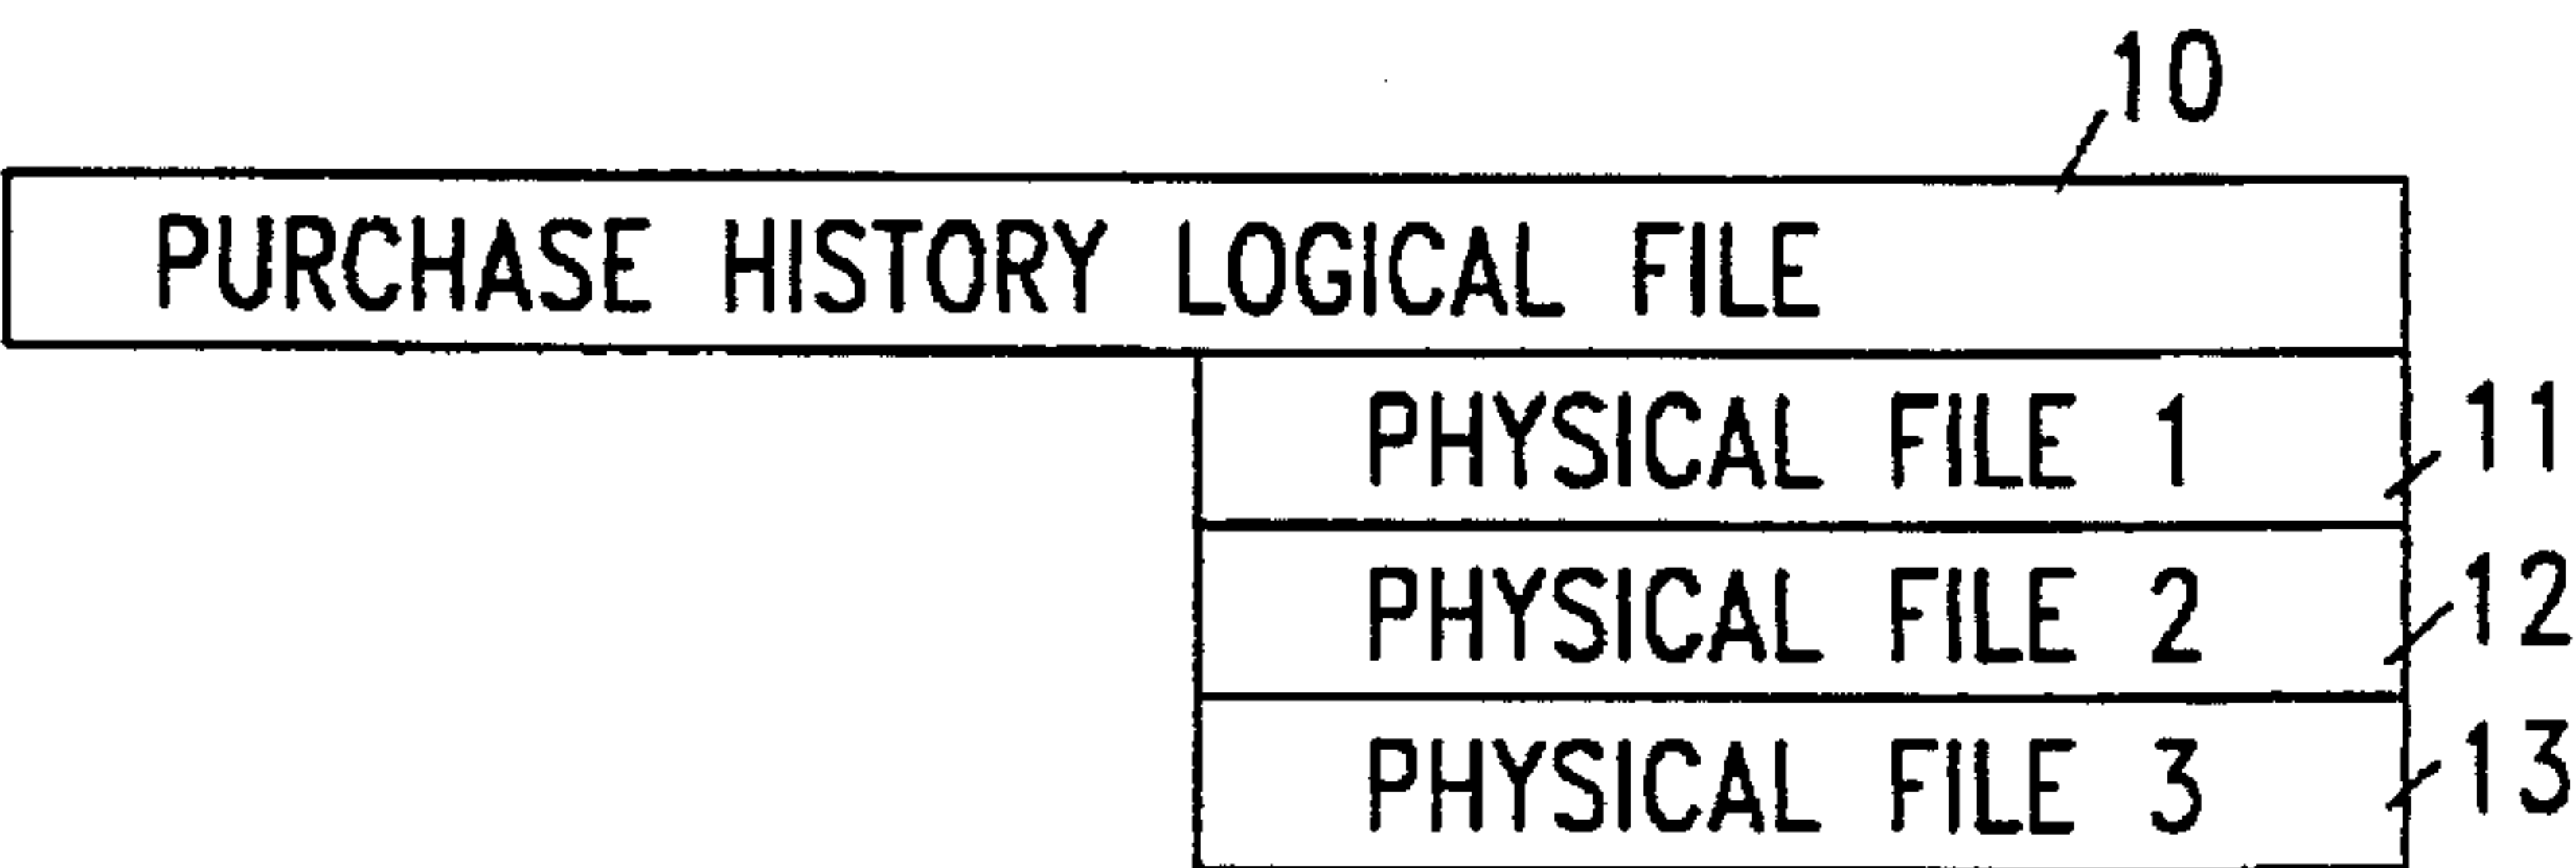 10
PURCHASE HISTORY LOGICAL FILE
PHYSICAL FILE 1 11
PHYSICAL FILE 2 12
PHYSICAL FILE 3 13